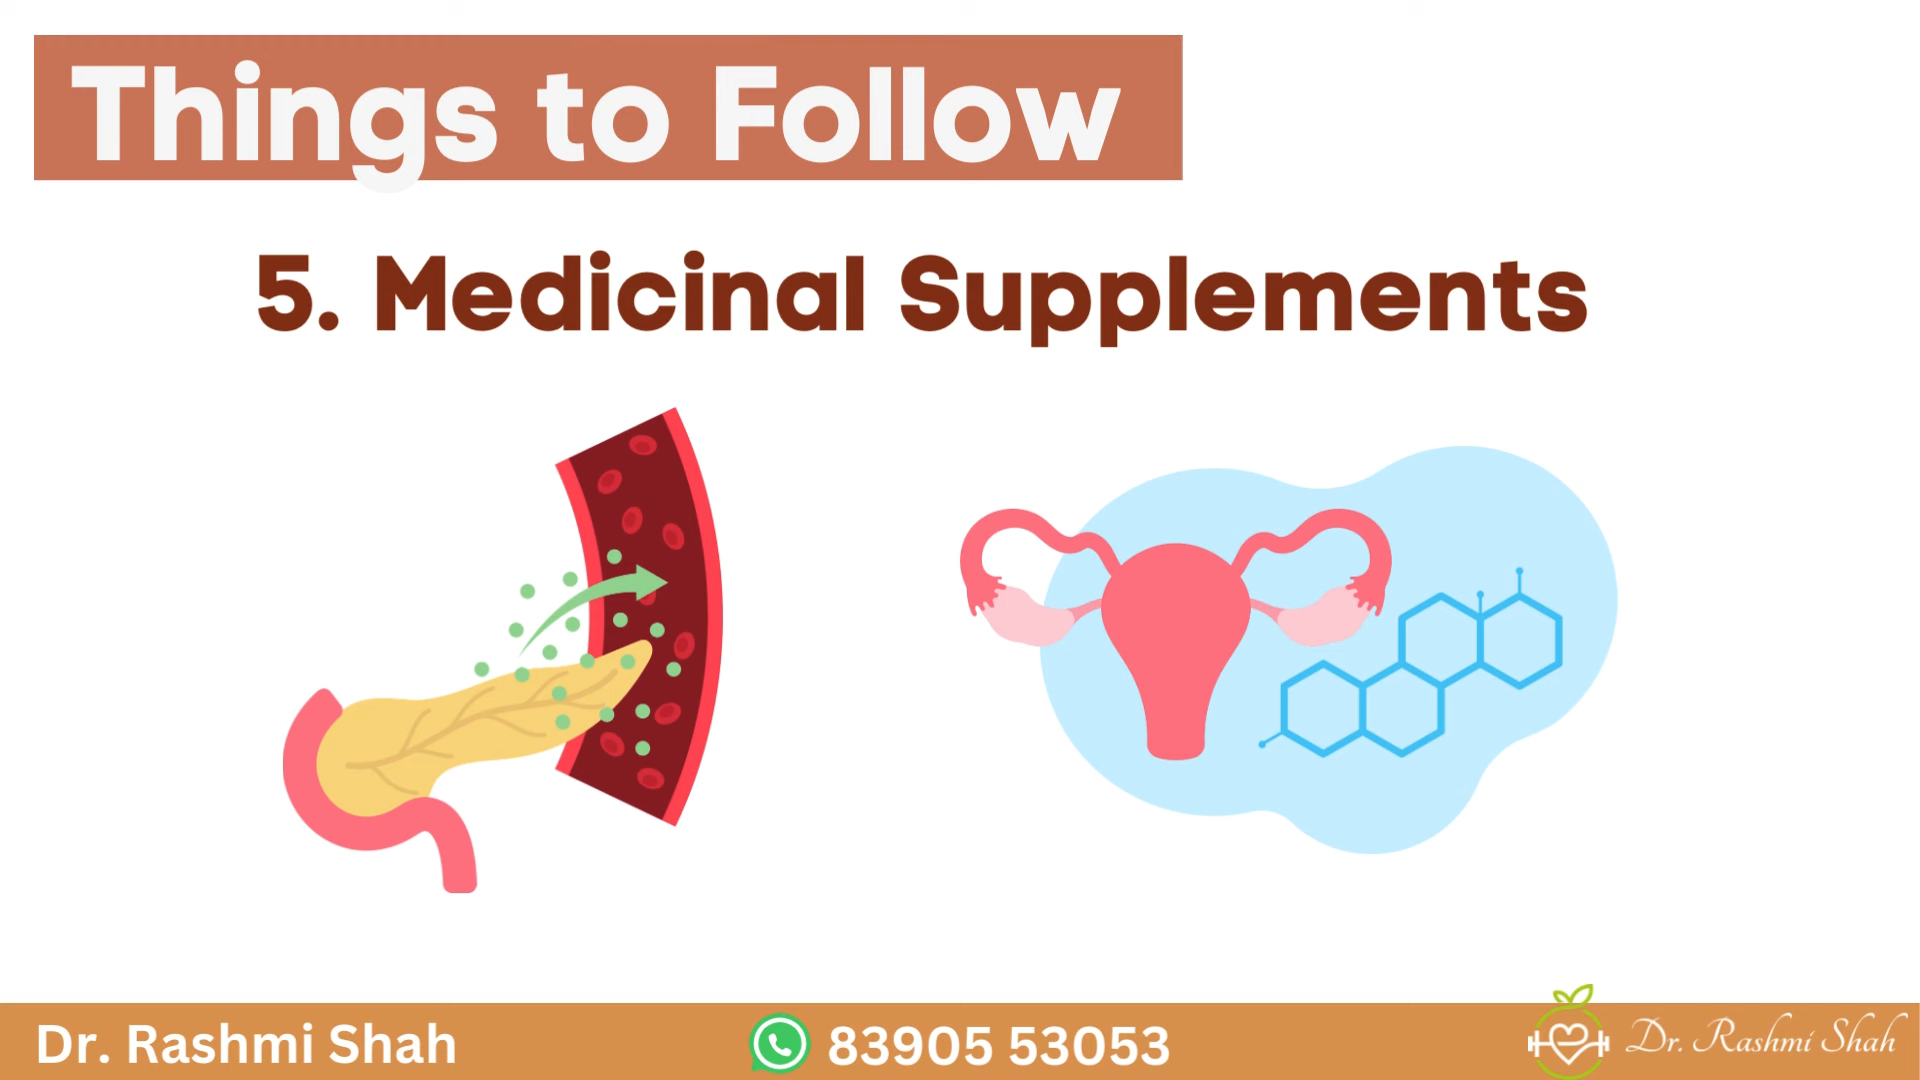 Things to Follow
5. Medicinal Supplements
Dr. Rashmi Shah
83905 53053
Dr. Rashmi Shah